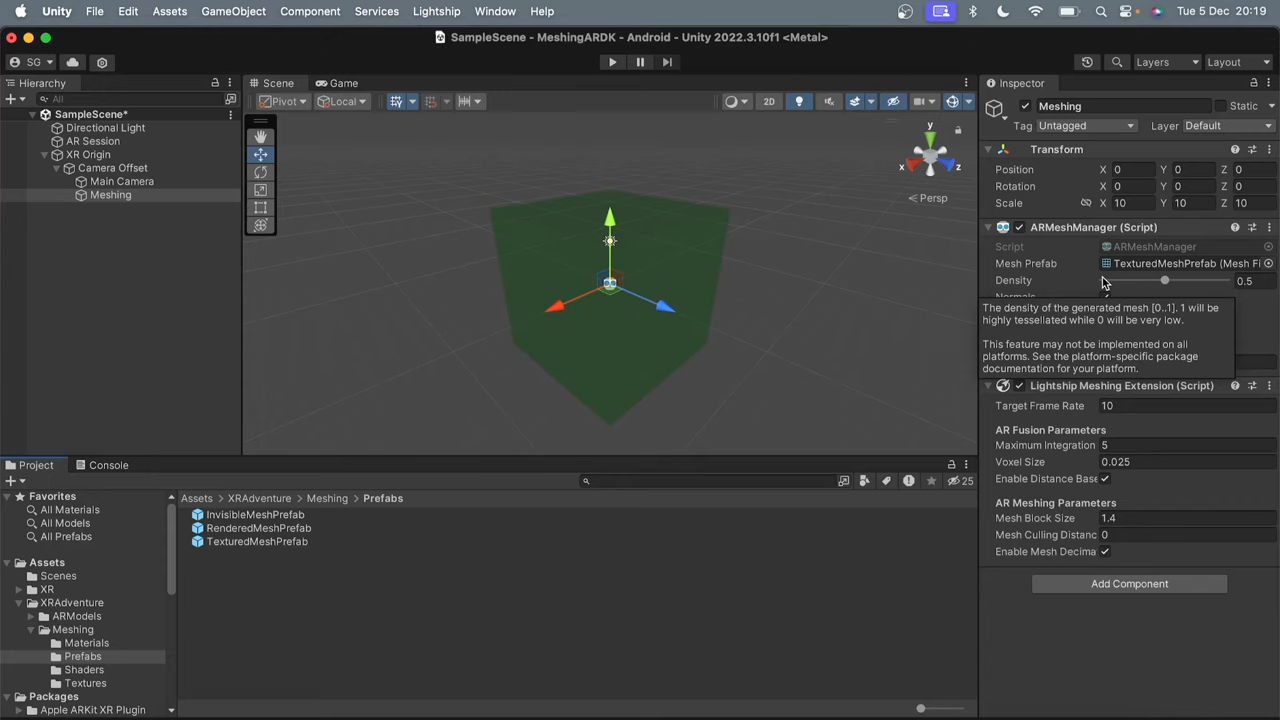 Unity File Edit Assets GameObject Component Services Lightship Window Help Tue 5 Dec 20:19
SampleScene - MeshingARDK - Android - Unity 2022.3.10f1 <Metal>
SG Layers Layout
Hierarchy Scene Game Inspector
All
Pivot Local 2D
SampleScene*
Directional Light
AR Session
XR Origin
Camera Offset
Main Camera
Meshing
y
x
z
Persp
Meshing Static
Tag Untagged Layer Default
Transform
Position X 0 Y 0 Z 0
Rotation X 0 Y 0 Z 0
Scale X 10 Y 10 Z 10
ARMeshManager (Script)
Script ARMeshManager
Mesh Prefab TexturedMeshPrefab (Mesh Fi
Density 0.5
Normals
The density of the generated mesh [0..1]. 1 will be
highly tessellated while 0 will be very low.
This feature may not be implemented on all
platforms. See the platform-specific package
documentation for your platform.
Lightship Meshing Extension (Script)
Target Frame Rate 10
AR Fusion Parameters
Maximum Integration 5
Voxel Size 0.025
Enable Distance Base
AR Meshing Parameters
Mesh Block Size 1.4
Mesh Culling Distanc 0
Enable Mesh Decima
Add Component
Project Console
25
Favorites
All Materials
All Models
All Prefabs
Assets
Scenes
XR
XRAdventure
ARModels
Meshing
Materials
Prefabs
Shaders
Textures
Packages
Apple ARKit XR Plugin
Assets > XRAdventure > Meshing > Prefabs
InvisibleMeshPrefab
RenderedMeshPrefab
TexturedMeshPrefab